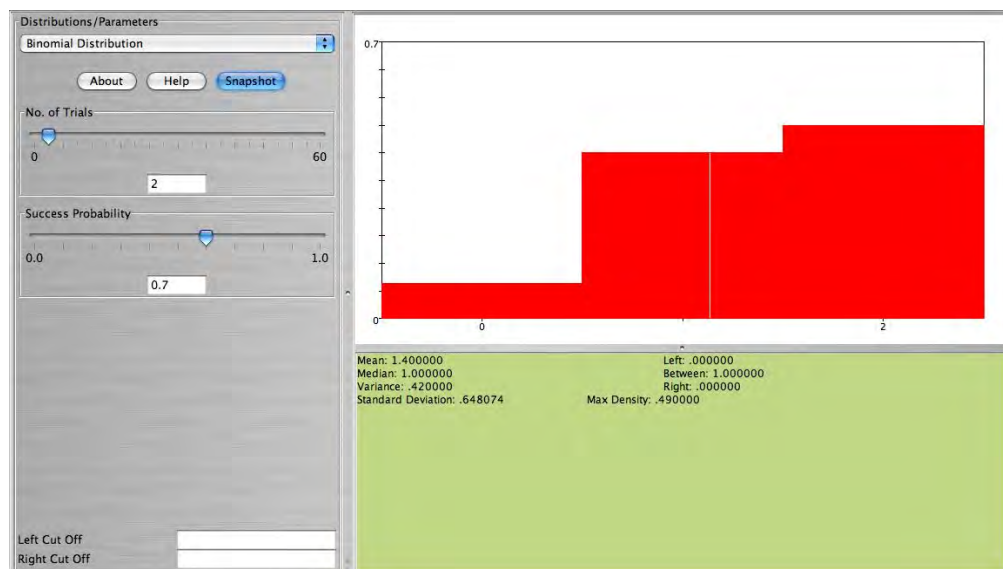 Distributions/Parameters
Binomial Distribution
About Help Snapshot
No. of Trials
0 60
2
Success Probability
0.0 1.0
0.7
Left Cut Off
Right Cut Off
0.7
0
0 2
Mean: 1.400000 Left: .000000
Median: 1.000000 Between: 1.000000
Variance: .420000 Right: .000000
Standard Deviation: .648074 Max Density: .490000